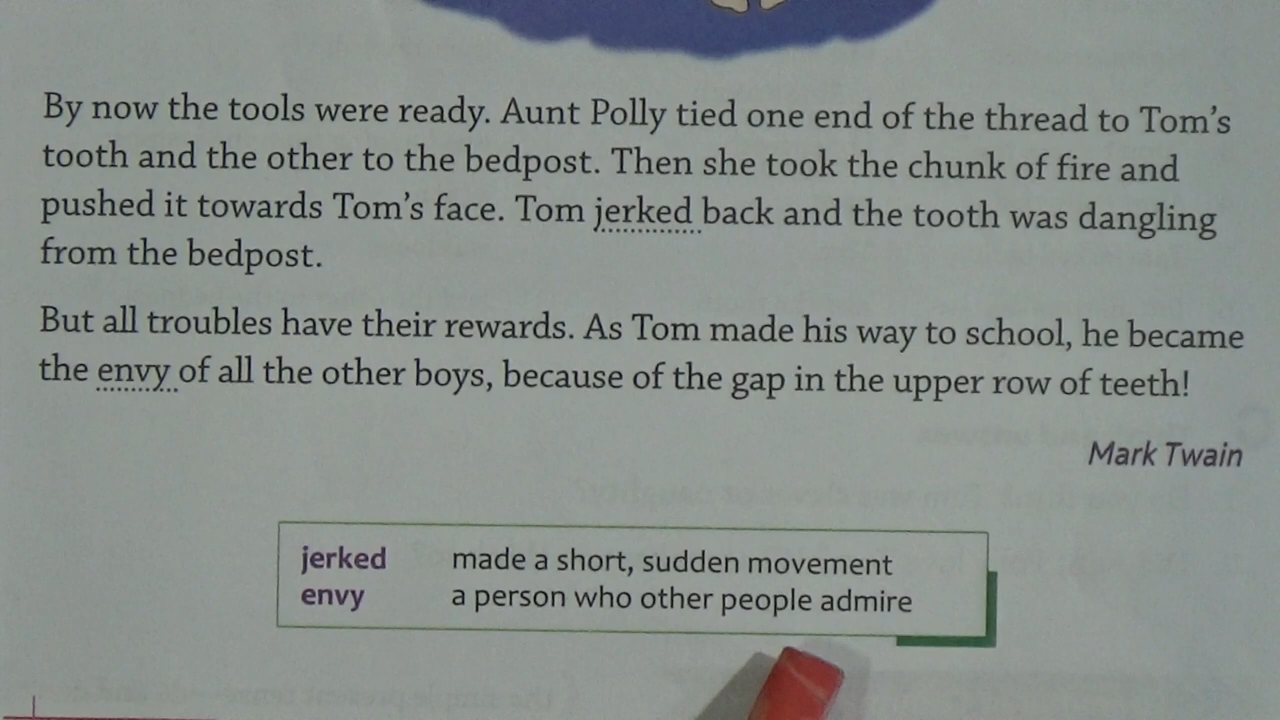 By now the tools were ready. Aunt Polly tied one end of the thread to Tom's
tooth and the other to the bedpost. Then she took the chunk of fire and
pushed it towards Tom's face. Tom jerked back and the tooth was dangling
from the bedpost.
But all troubles have their rewards. As Tom made his way to school, he became
the envy of all the other boys, because of the gap in the upper row of teeth!
Mark Twain
jerked made a short, sudden movement
envy a person who other people admire